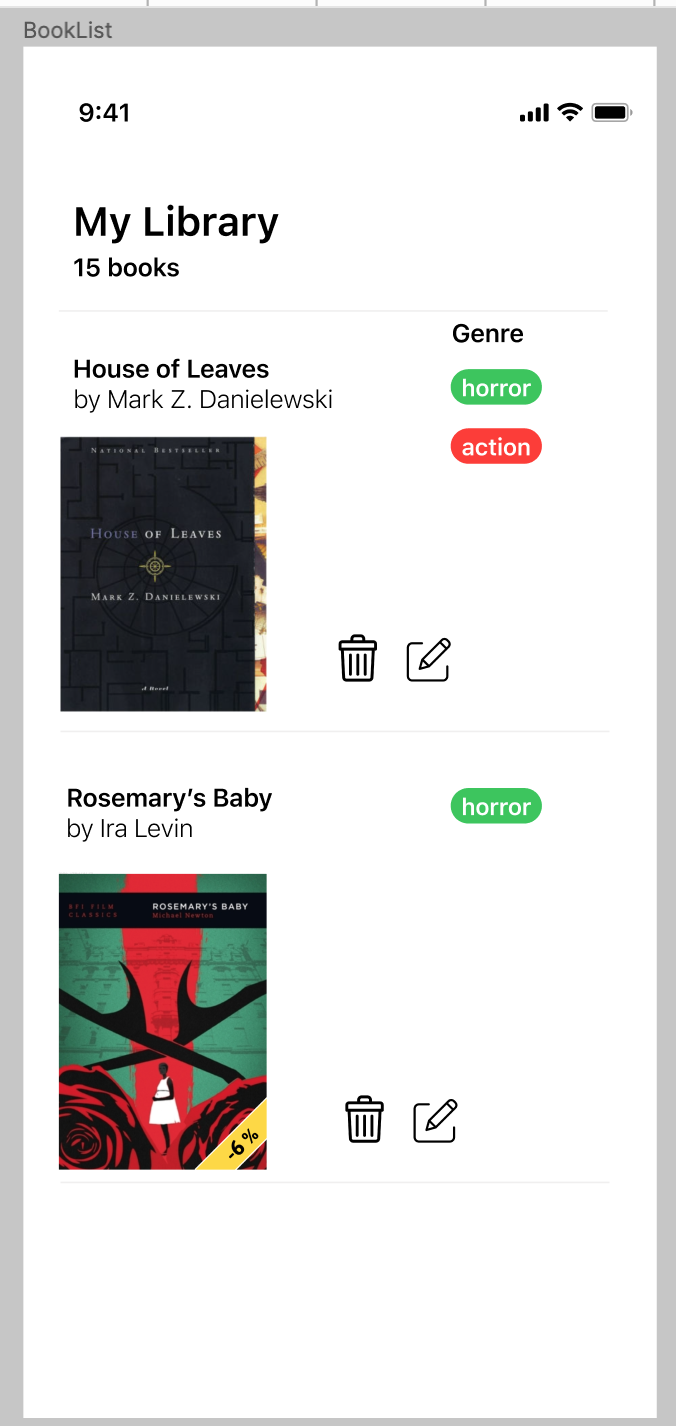 BookList
9:41
My Library
15 books
Genre
House of Leaves
by Mark Z. Danielewski
horror
action
NATIONAL BESTSELLER
HOUSE OF LEAVES
MARK Z. DANIELEWSKI
A Novel
Rosemary’s Baby
by Ira Levin
horror
BFI FILM
CLASSICS
ROSEMARY'S BABY
Michael Newton
-6 %